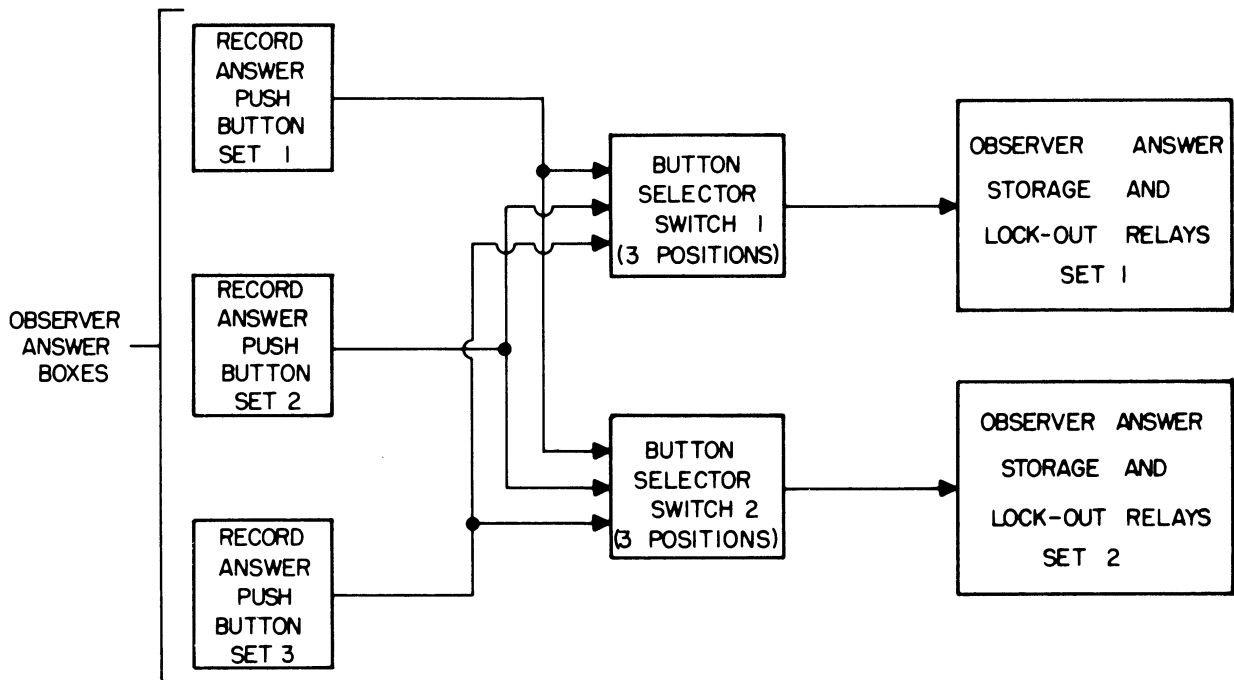 RECORD
ANSWER
PUSH
BUTTON
SET 1
OBSERVER
ANSWER
BOXES
RECORD
ANSWER
PUSH
BUTTON
SET 2
RECORD
ANSWER
PUSH
BUTTON
SET 3
BUTTON
SELECTOR
SWITCH 1
(3 POSITIONS)
BUTTON
SELECTOR
SWITCH 2
(3 POSITIONS)
OBSERVER ANSWER
STORAGE AND
LOCK-OUT RELAYS
SET 1
OBSERVER ANSWER
STORAGE AND
LOCK-OUT RELAYS
SET 2